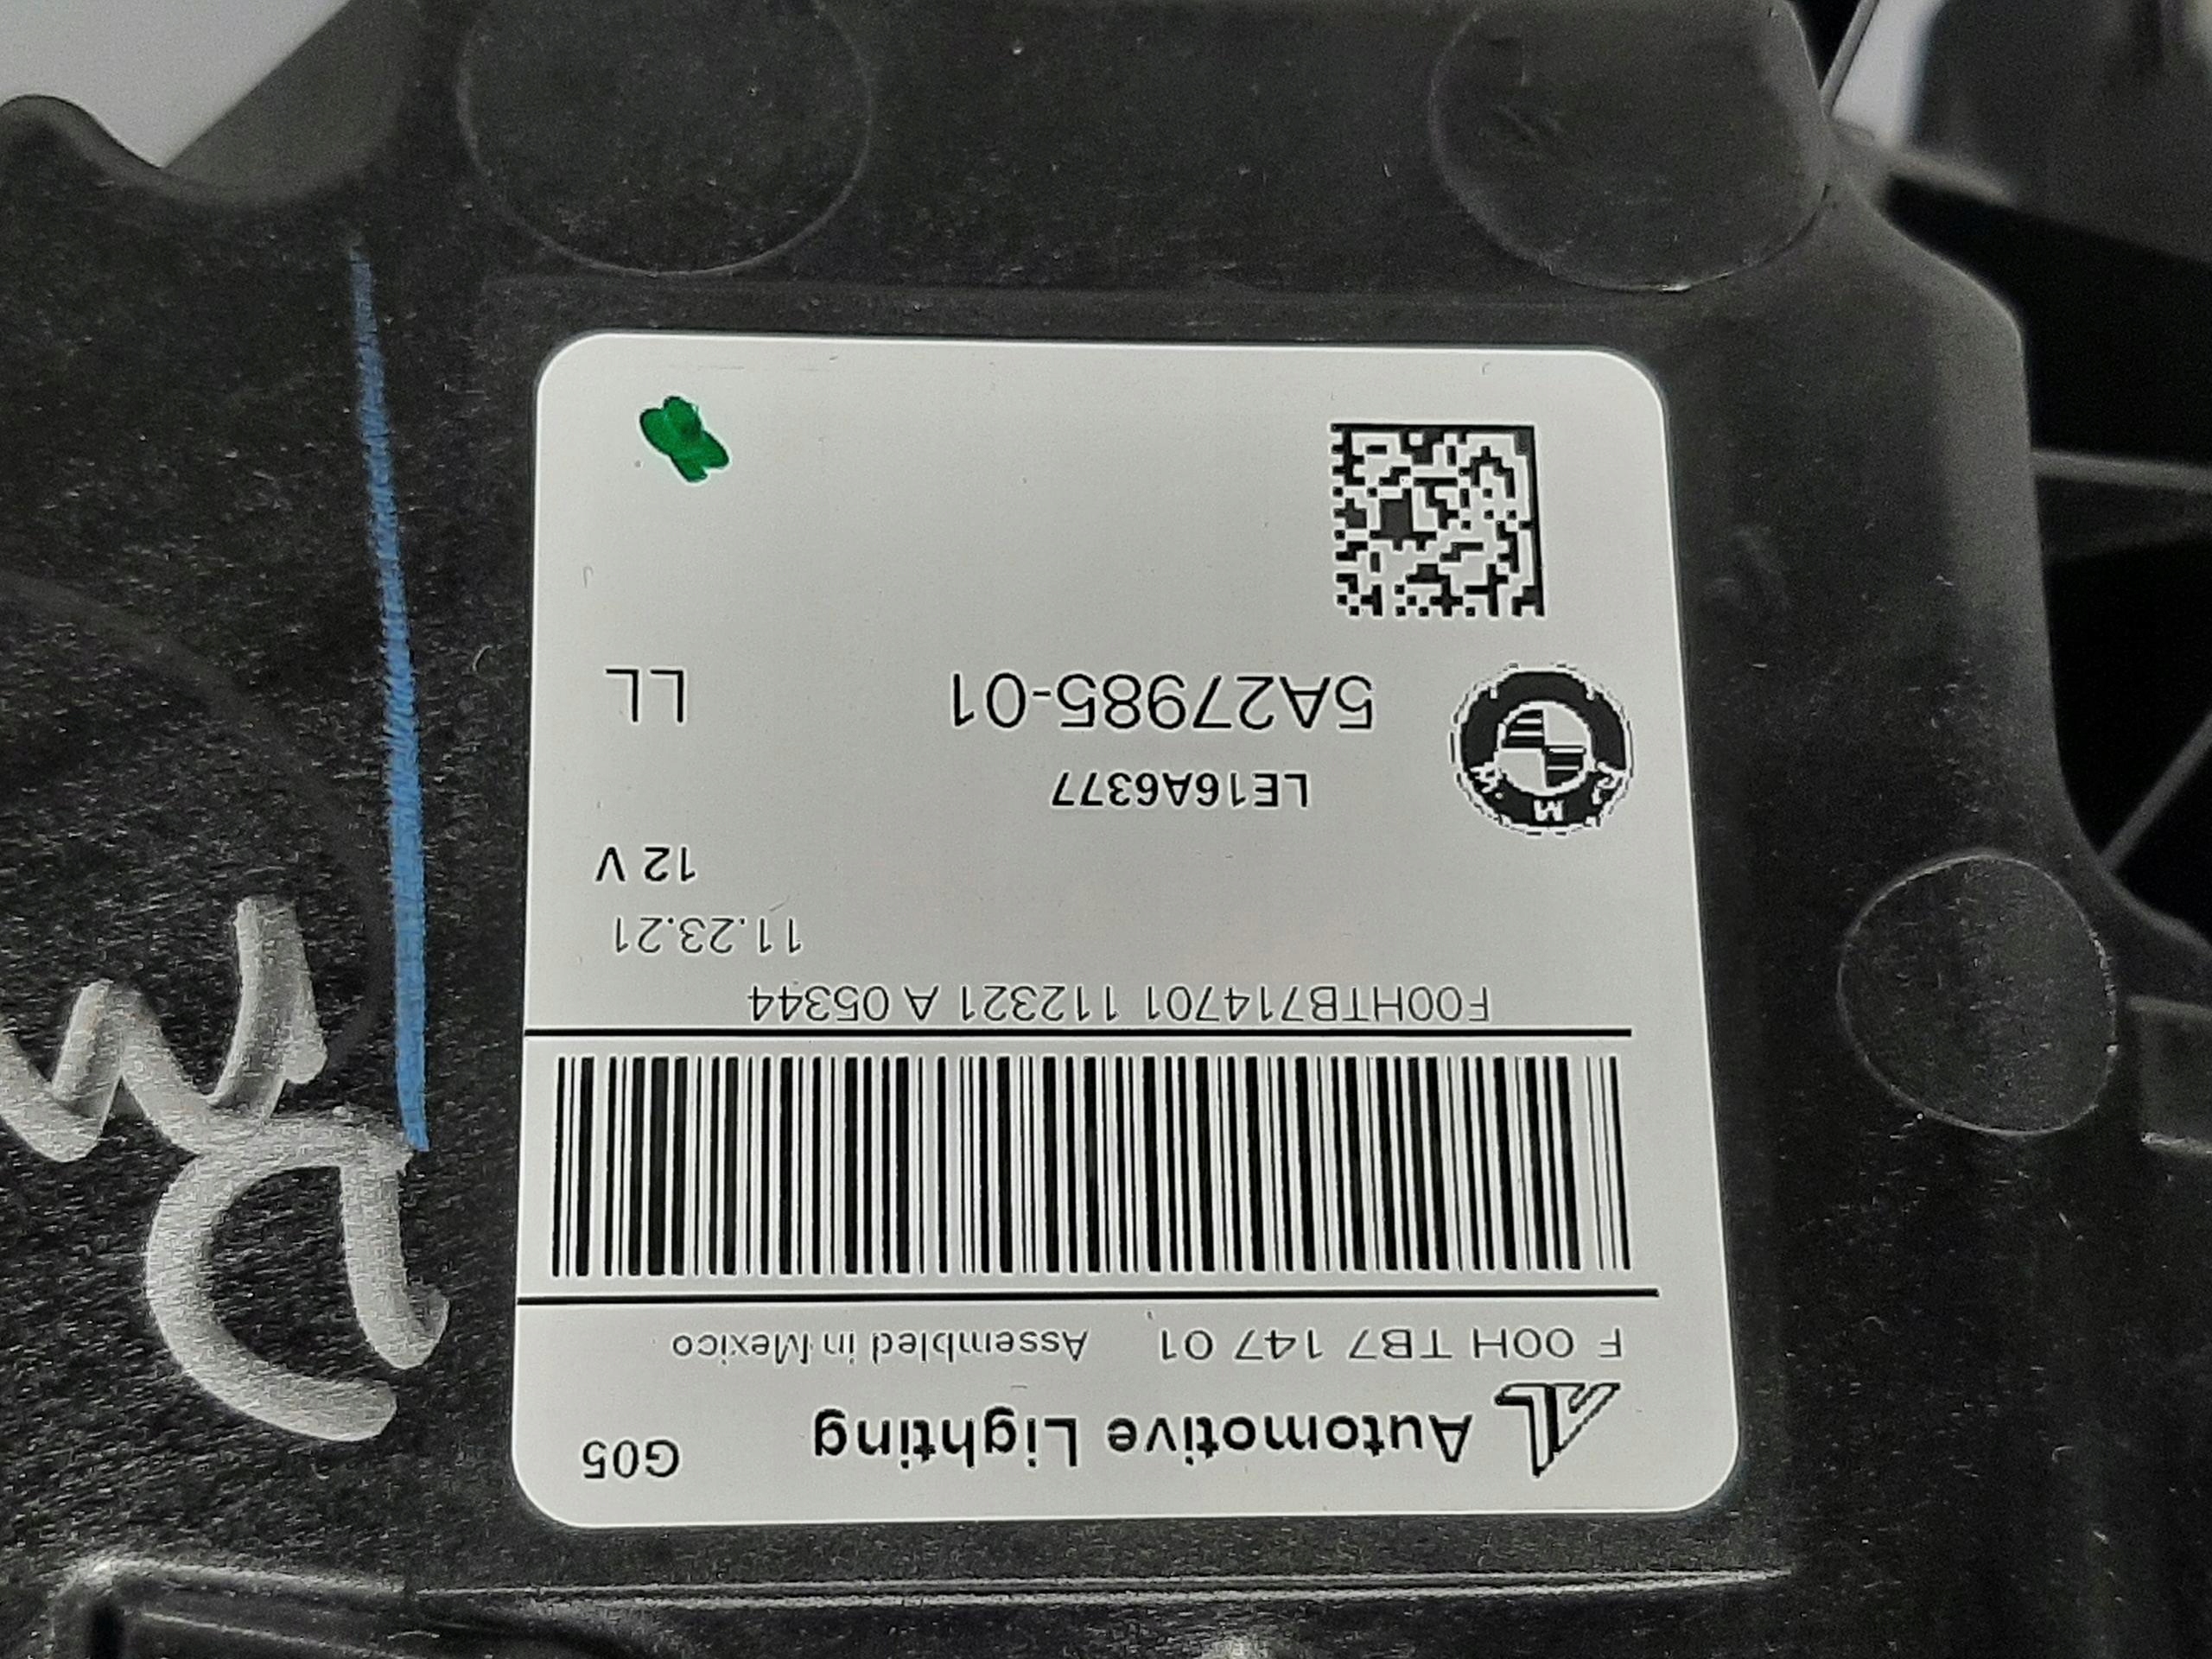 Automotive Lighting G05
F 00H TB7 147 01 Assembled in Mexico
F00HTB714701 112321 A 05344
11.23.21
12 V
LE16A6377
5A27985-01 LL